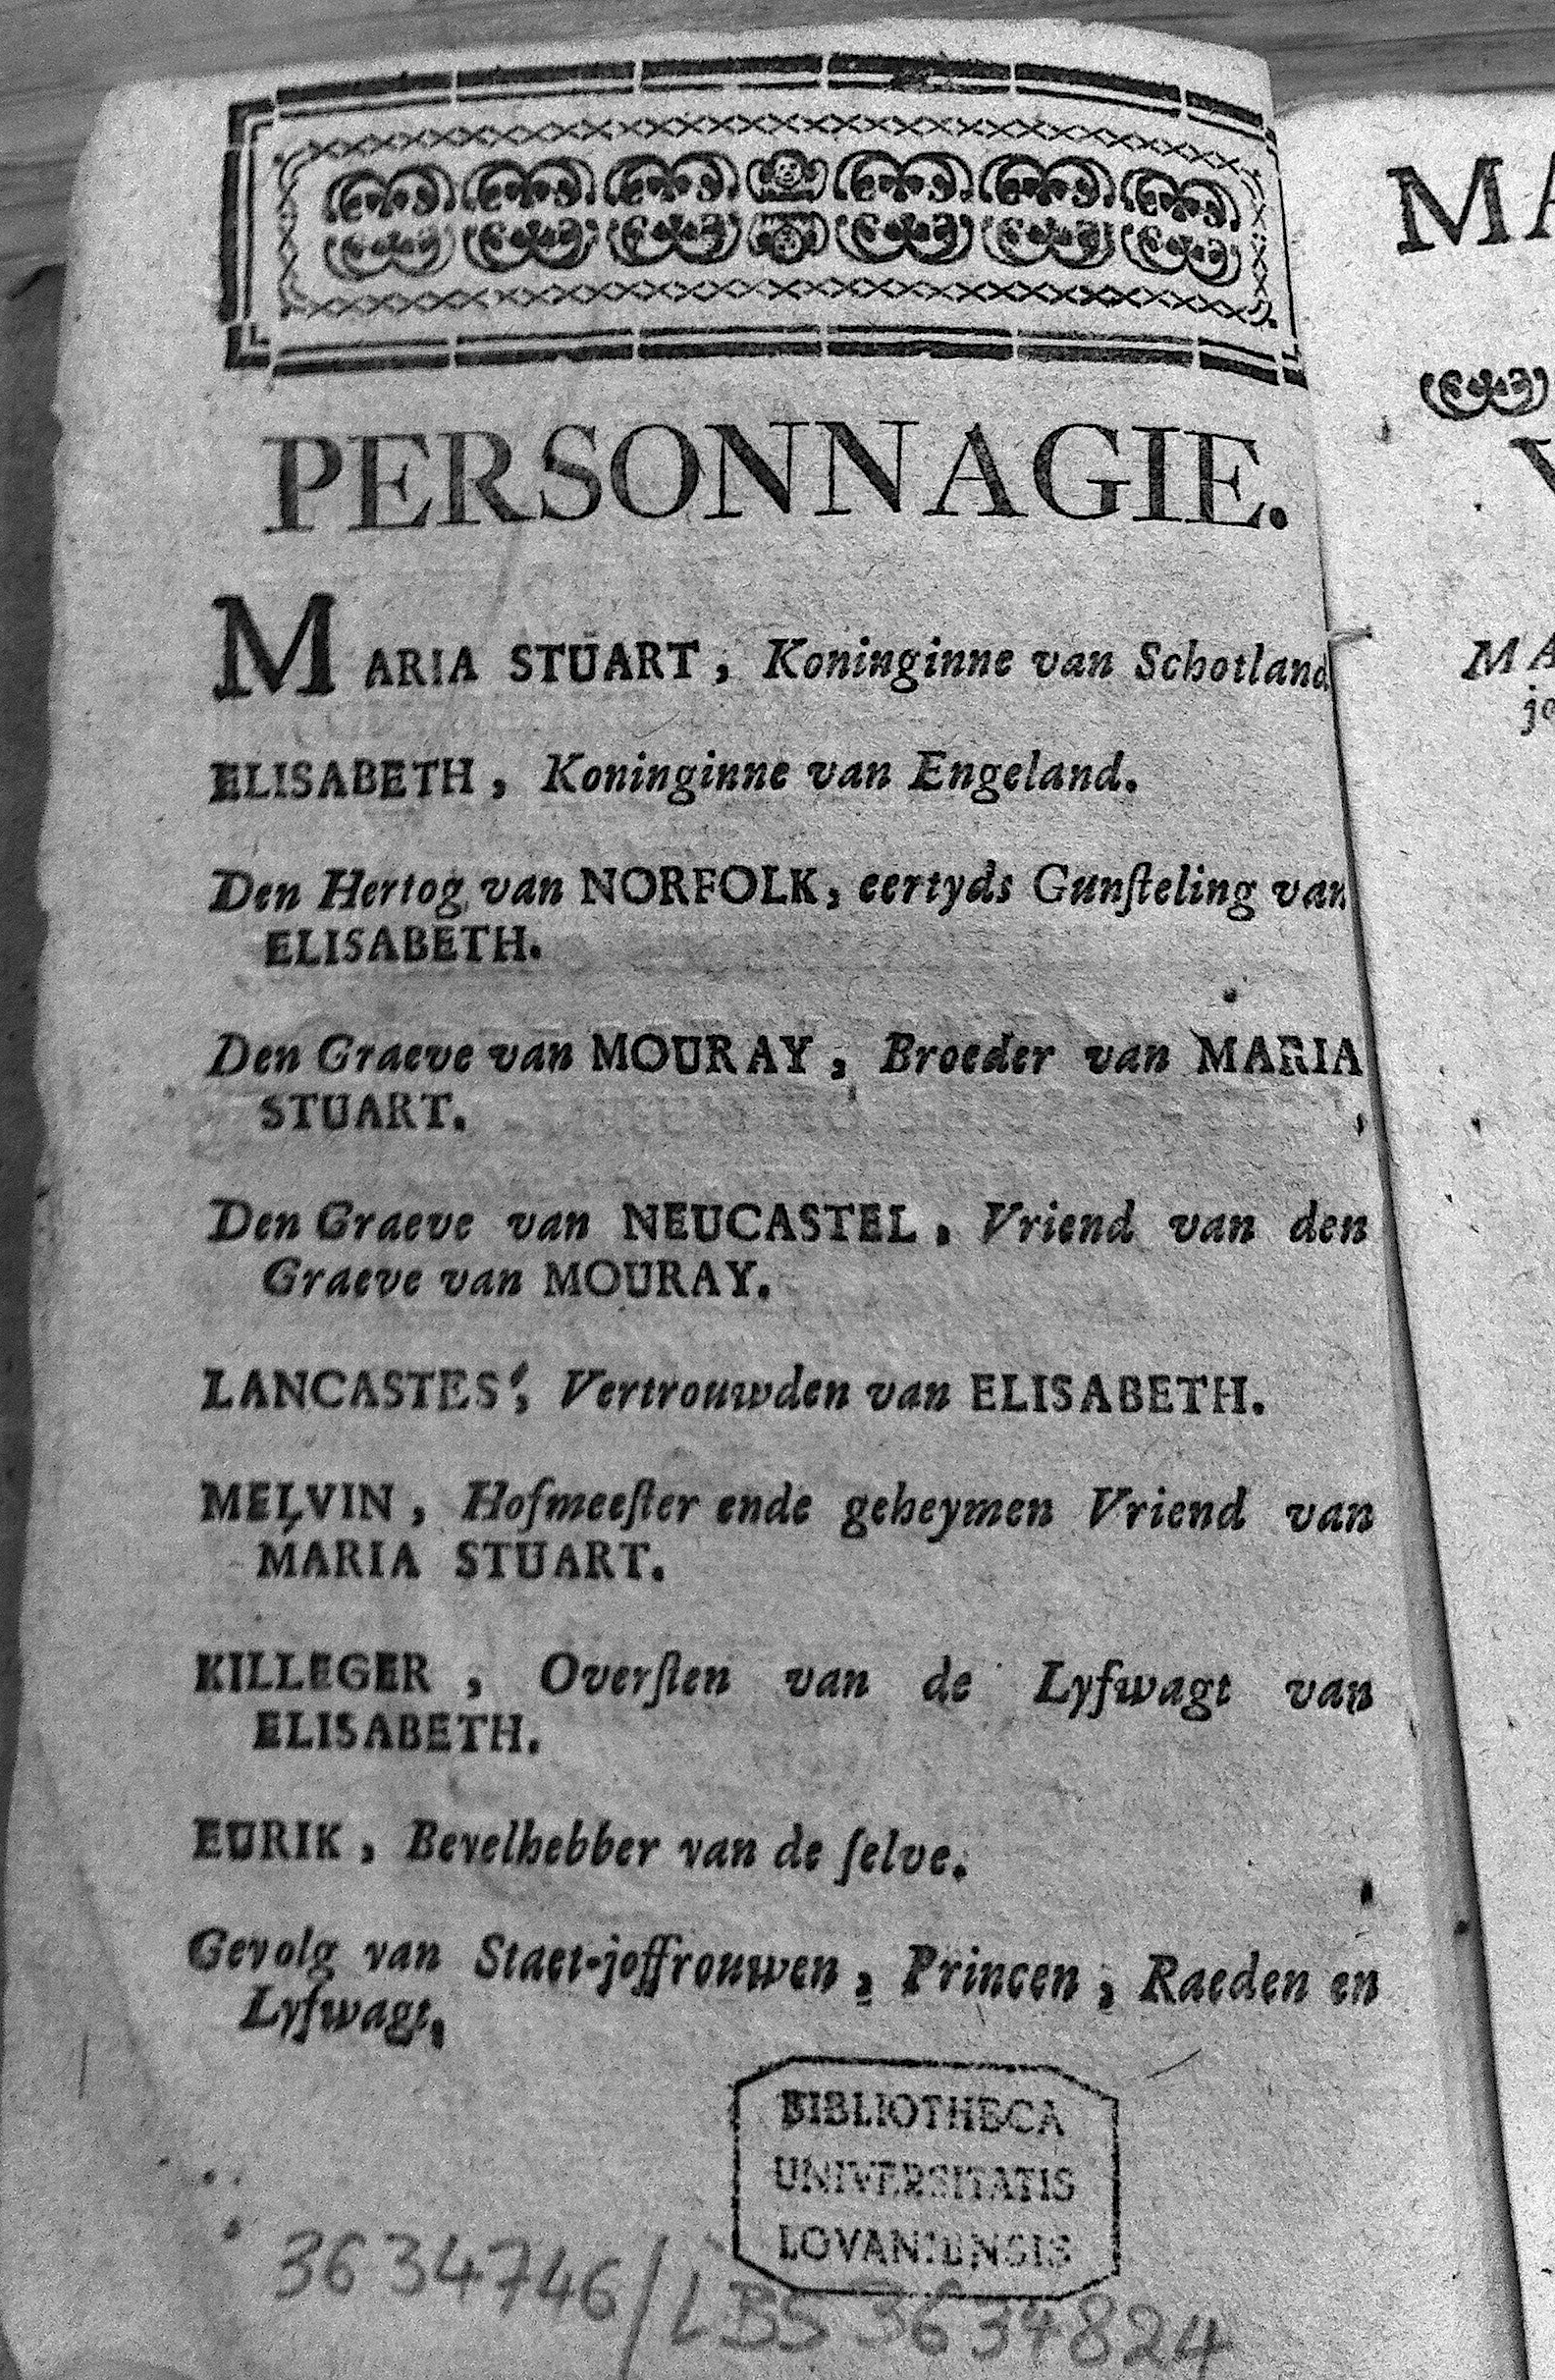 PERSONNAGIE.
MARIA STUART, Koninginne van Schotland
ELISABETH, Koninginne van Engeland.
Den Hertog van NORFOLK, eertyds Gunſteling van
ELISABETH.
Den Graeve van MOURAY, Broeder van MARIA
STUART.
Den Graeve van NEUCASTEL, Vriend van den
Graeve van MOURAY.
LANCASTES, Vertrouwden van ELISABETH.
MELVIN, Hofmeeſter ende geheymen Vriend van
MARIA STUART.
KILLEGER, Overſten van de Lyfwagt van
ELISABETH.
EURIK, Bevelhebber van de ſelve.
Gevolg van Staet-joffrouwen, Princen, Raeden en
Lyfwagt.
BIBLIOTHECA
UNIVERSITATIS
LOVANIENSIS
3634746/LBS 3634824
MA
MA